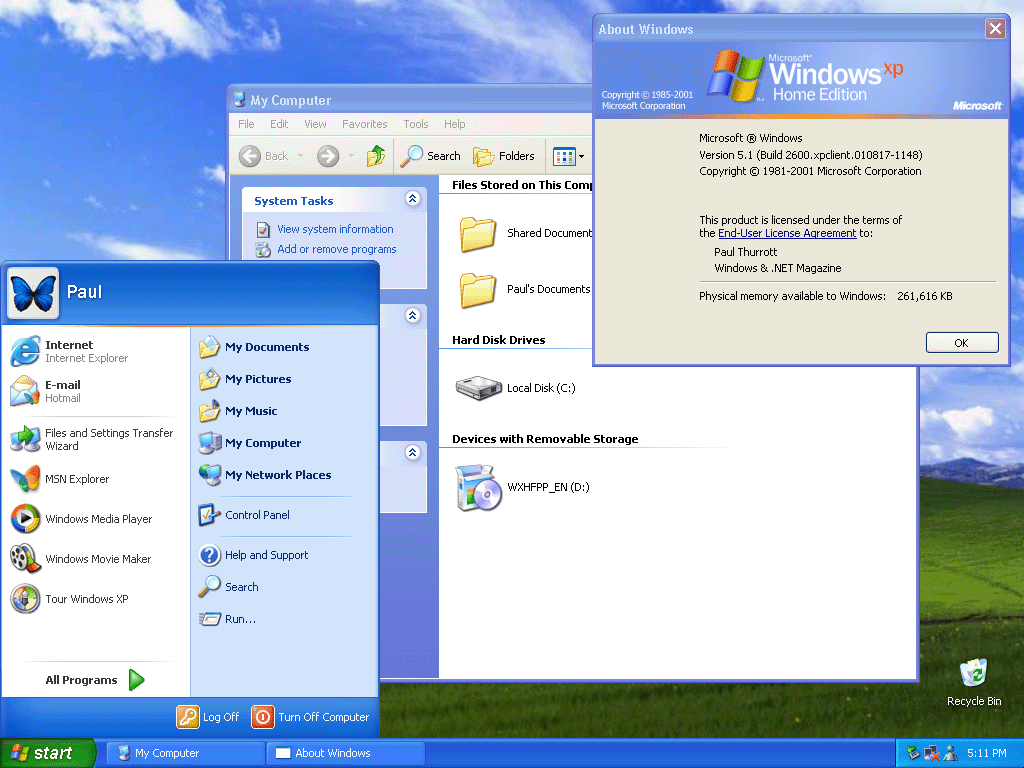 About Windows
Microsoft®
Windows xp
Home Edition
Copyright © 1985-2001
Microsoft Corporation
Microsoft
Microsoft ® Windows
Version 5.1 (Build 2600.xpclient.010817-1148)
Copyright © 1981-2001 Microsoft Corporation
This product is licensed under the terms of
the End-User License Agreement to:
Paul Thurrott
Windows & .NET Magazine
Physical memory available to Windows: 261,616 KB
OK
My Computer
File Edit View Favorites Tools Help
Back Search Folders
System Tasks
View system information
Add or remove programs
Files Stored on This Comp
Shared Document
Paul's Documents
Hard Disk Drives
Local Disk (C:)
Devices with Removable Storage
WXHFPP_EN (D:)
Paul
Internet
Internet Explorer
E-mail
Hotmail
Files and Settings Transfer
Wizard
MSN Explorer
Windows Media Player
Windows Movie Maker
Tour Windows XP
All Programs
My Documents
My Pictures
My Music
My Computer
My Network Places
Control Panel
Help and Support
Search
Run...
Log Off Turn Off Computer
Recycle Bin
start My Computer About Windows 5:11 PM